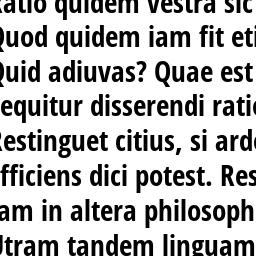 Ratio quidem vestra sic
Quod quidem iam fit eti
Quid adiuvas? Quae est
equitur disserendi ratio
Restinguet citius, si arde
fficiens dici potest. Res
iam in altera philosoph
Utram tandem linguam